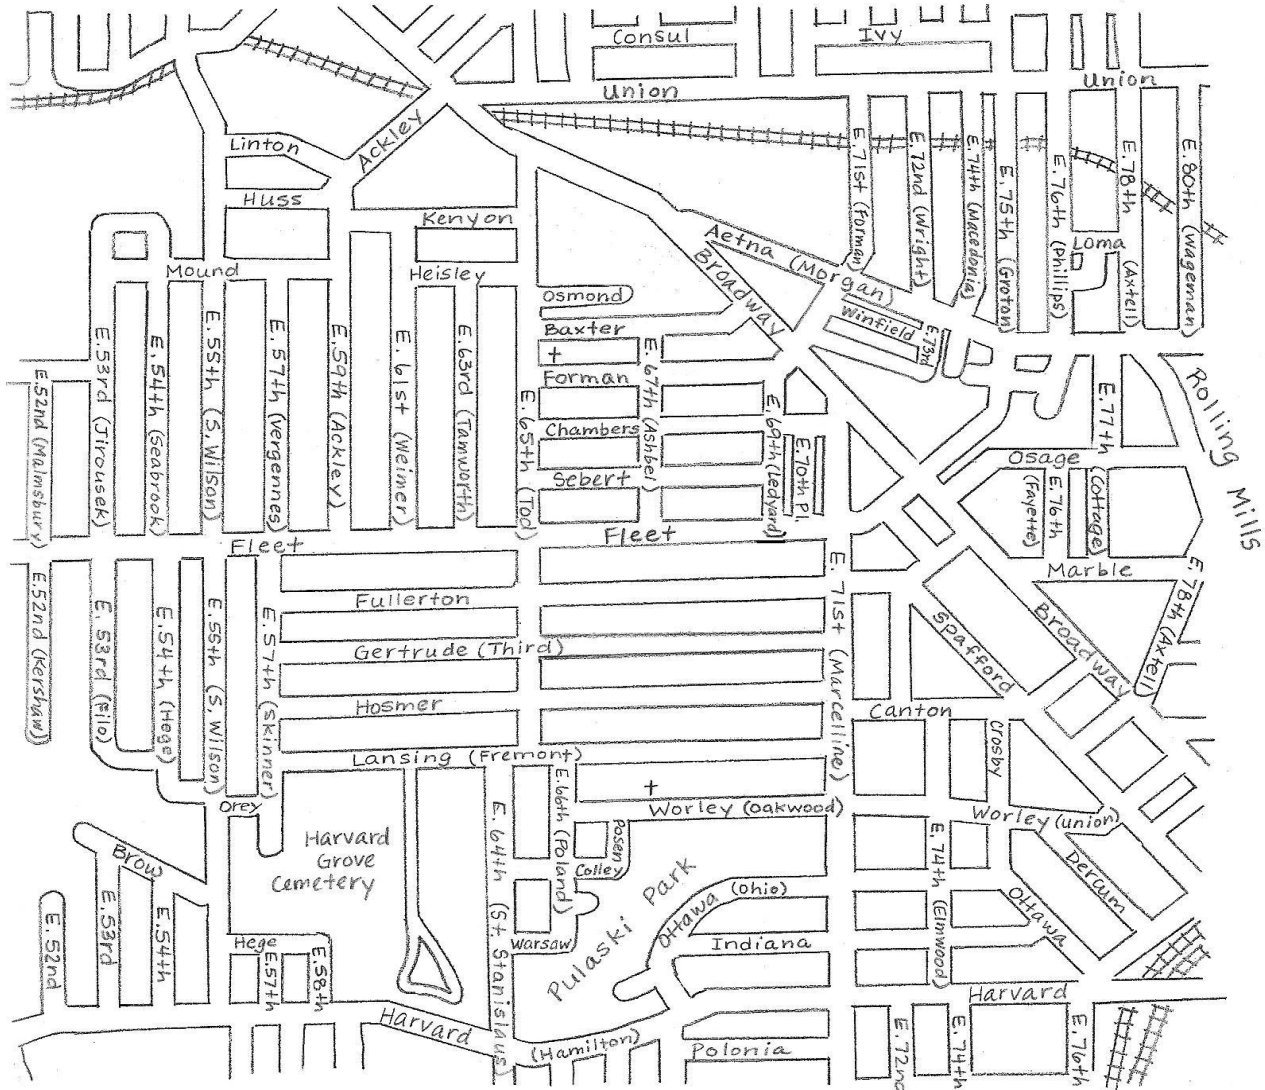 Consul
Ivy
Union
Union
Linton
Ackley
Huss
Kenyon
Mound
Heisley
Osmond
Aetna (Morgan)
Broadway
E. 71st (Forman)
E. 72nd (Wright)
E. 74th (Macedonia)
E. 75th (Groton)
E. 76th (Phillips)
Loma
E. 78th (Axtell)
E. 80th (Wageman)
Baxter
Winfield
E. 73rd
Forman
E. 67th (Ashbel)
Chambers
Sebert
E. 52nd (Malmsbury)
E. 53rd (Jirousek)
E. 54th (Seabrook)
E. 55th (S. Wilson)
E. 57th (Vergennes)
E. 59th (Ackley)
E. 61st (Weimer)
E. 63rd (Tamworth)
E. 65th (Tod)
E. 69th (Ledyard)
E. 70th Pl.
E. 77th
(Cottage)
Osage
E. 76th
(Fayette)
Rolling Mills
Fleet
Fleet
Marble
Fullerton
Gertrude (Third)
Hosmer
Lansing (Fremont)
E. 52nd (Kershaw)
E. 53rd (Filo)
E. 54th (Hege)
E. 55th (S. Wilson)
E. 57th (Skinner)
E. 71st (Marcelline)
Spafford
Broadway
E. 78th (Axtell)
Canton
Crosby
Worley (Oakwood)
Worley (Union)
Orey
Brow
Harvard
Grove
Cemetery
E. 64th (St. Stanislaus)
E. 66th (Poland)
Posen
Colley
Warsaw
Pulaski Park
Ottawa
(Ohio)
Indiana
E. 74th (Elmwood)
Ottawa
Dercum
E. 52nd
E. 53rd
E. 54th
Hege
E. 57th
E. 58th
Harvard
(Hamilton)
Polonia
Harvard
E. 72nd
E. 74th
E. 76th